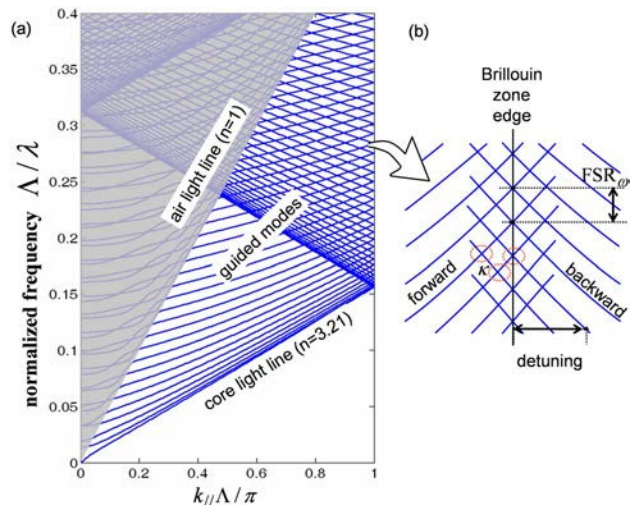 (a)
0.4
0.35
0.3
0.25
0.2
0.15
0.1
0.05
0
normalized frequency Λ/λ
0
0.2
0.4
0.6
0.8
1
k// Λ/π
air light line (n=1)
guided modes
core light line (n=3.21)
(b)
Brillouin
zone
edge
FSRω
κ
forward
backward
detuning